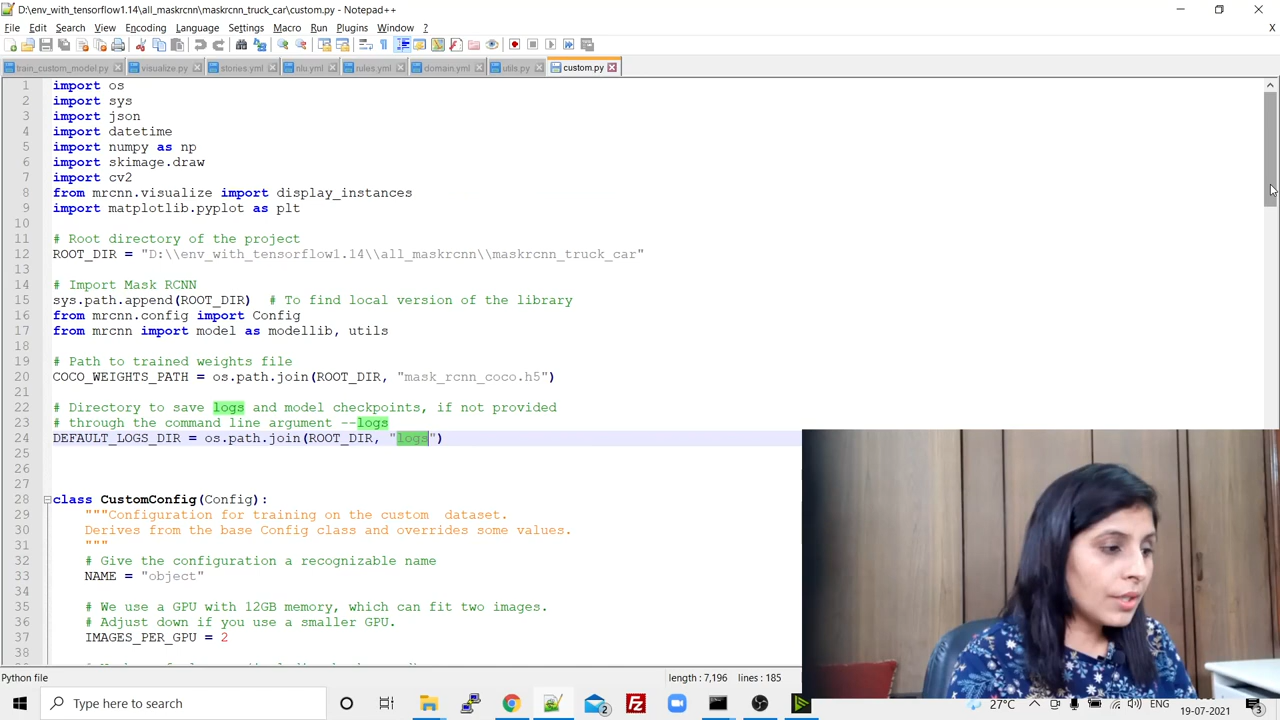 D:\env_with_tensorflow1.14\all_maskrcnn\maskrcnn_truck_car\custom.py - Notepad++
File Edit Search View Encoding Language Settings Macro Run Plugins Window ?
X
train_custom_model.py visualize.py stories.yml nlu.yml rules.yml domain.yml utils.py custom.py
1 import os
2 import sys
3 import json
4 import datetime
5 import numpy as np
6 import skimage.draw
7 import cv2
8 from mrcnn.visualize import display_instances
9 import matplotlib.pyplot as plt
10
11 # Root directory of the project
12 ROOT_DIR = "D:\\env_with_tensorflow1.14\\all_maskrcnn\\maskrcnn_truck_car"
13
14 # Import Mask RCNN
15 sys.path.append(ROOT_DIR)  # To find local version of the library
16 from mrcnn.config import Config
17 from mrcnn import model as modellib, utils
18
19 # Path to trained weights file
20 COCO_WEIGHTS_PATH = os.path.join(ROOT_DIR, "mask_rcnn_coco.h5")
21
22 # Directory to save logs and model checkpoints, if not provided
23 # through the command line argument --logs
24 DEFAULT_LOGS_DIR = os.path.join(ROOT_DIR, "logs")
25
26
27
28 class CustomConfig(Config):
29 """Configuration for training on the custom  dataset.
30 Derives from the base Config class and overrides some values.
31 """
32 # Give the configuration a recognizable name
33 NAME = "object"
34
35 # We use a GPU with 12GB memory, which can fit two images.
36 # Adjust down if you use a smaller GPU.
37 IMAGES_PER_GPU = 2
38
Python file length : 7,196 lines : 185
Type here to search
2
27°C ENG 18:05
19-07-2021 3